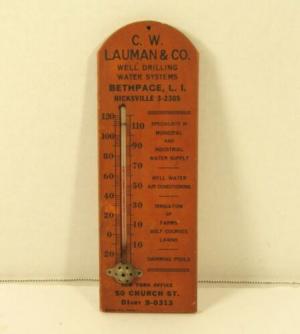 C. W.
LAUMAN & CO.
WELL DRILLING
WATER SYSTEMS
BETHPAGE, L. I.
HICKSVILLE 3-2305
120
110
100
90
80
70
60
50
40
30
20
10
0
10
20
SPECIALISTS IN
MUNICIPAL
AND
INDUSTRIAL
WATER SUPPLY
WELL WATER
AIR CONDITIONING
IRRIGATION
OF
FARMS
GOLF COURSES
LAWNS
SWIMMING POOLS
NEW YORK OFFICE
50 CHURCH ST.
DIGBY 9-0313